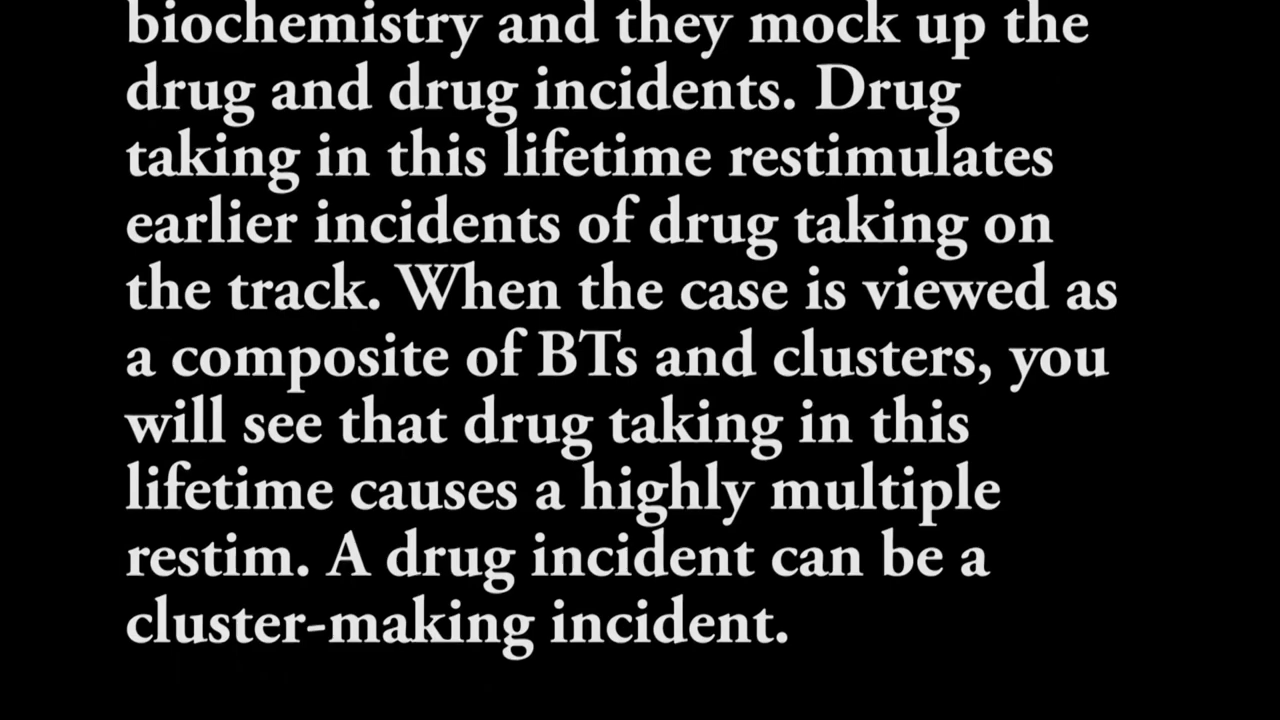 biochemistry and they mock up the
drug and drug incidents. Drug
taking in this lifetime restimulates
earlier incidents of drug taking on
the track. When the case is viewed as
a composite of BTs and clusters, you
will see that drug taking in this
lifetime causes a highly multiple
restim. A drug incident can be a
cluster-making incident.